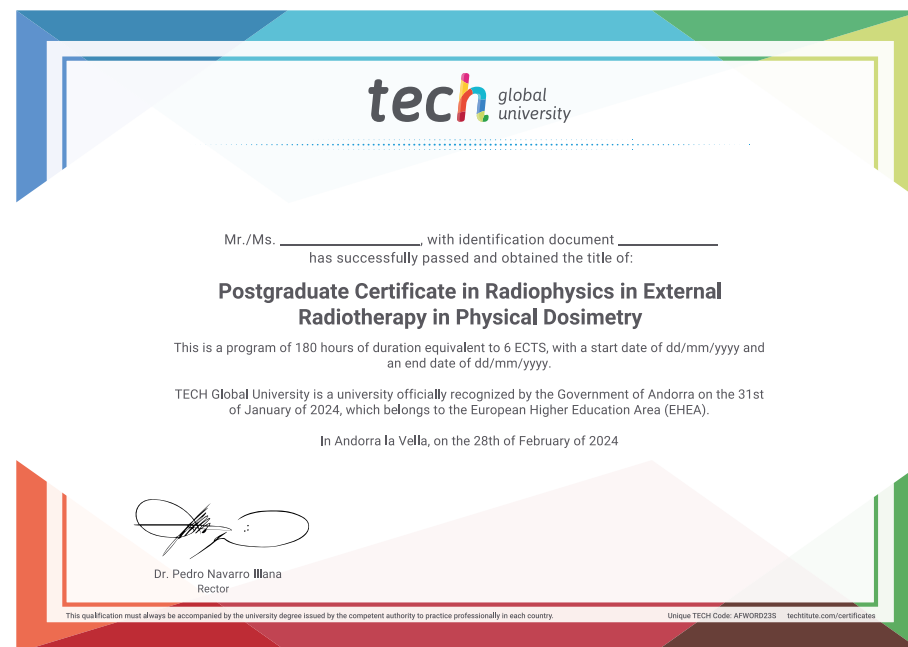 tech global university
Mr./Ms. ____________________, with identification document ______________
has successfully passed and obtained the title of:
Postgraduate Certificate in Radiophysics in External
Radiotherapy in Physical Dosimetry
This is a program of 180 hours of duration equivalent to 6 ECTS, with a start date of dd/mm/yyyy and
an end date of dd/mm/yyyy.
TECH Global University is a university officially recognized by the Government of Andorra on the 31st
of January of 2024, which belongs to the European Higher Education Area (EHEA).
In Andorra la Vella, on the 28th of February of 2024
Dr. Pedro Navarro Illana
Rector
This qualification must always be accompanied by the university degree issued by the competent authority to practice professionally in each country.
Unique TECH Code: AFWORD23S techtitute.com/certificates